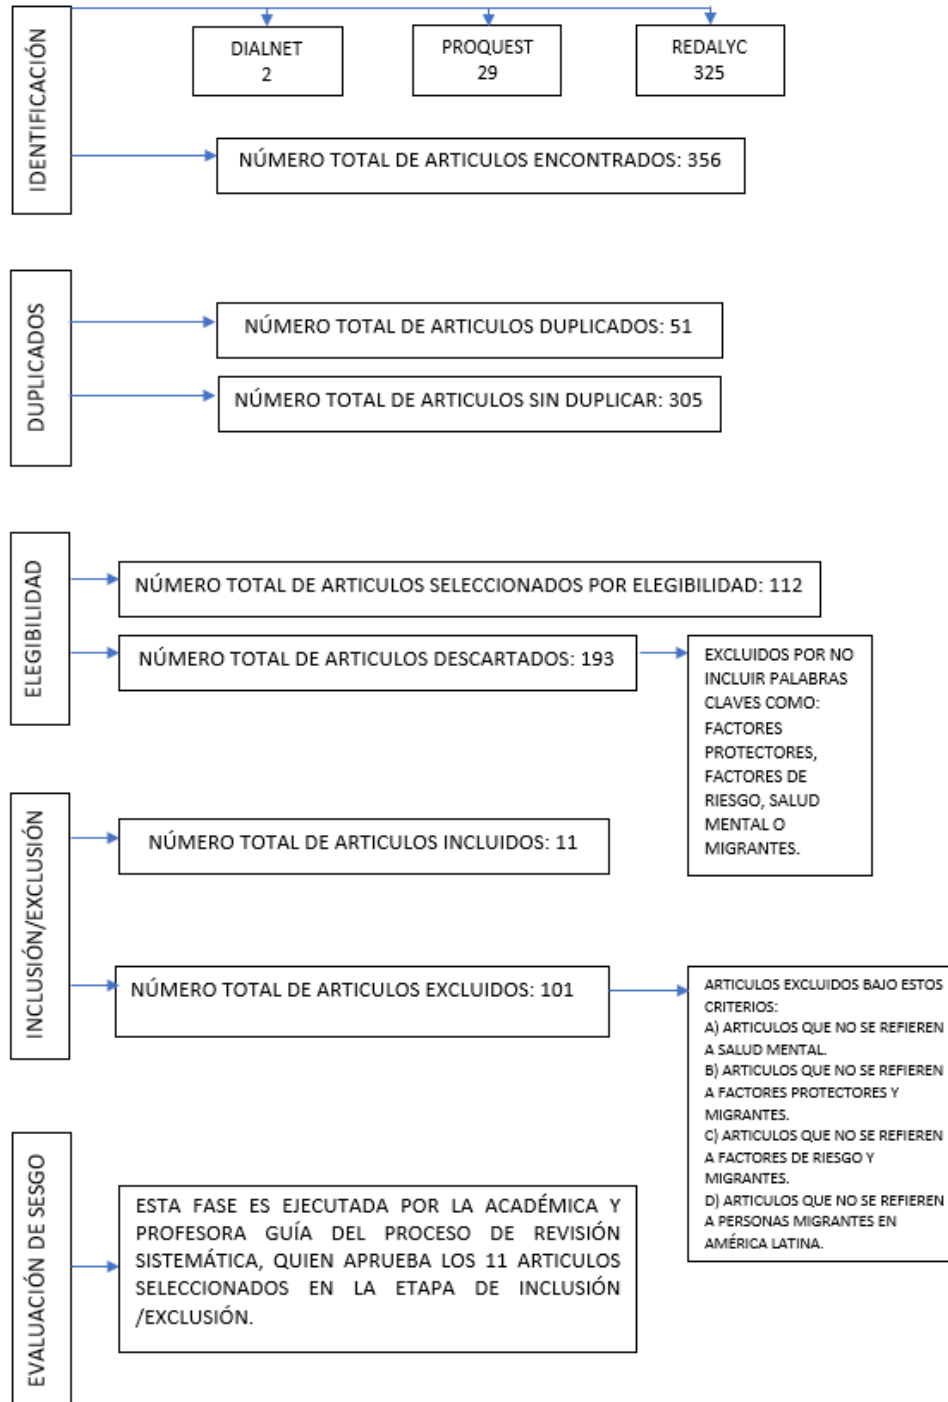 IDENTIFICACIÓN
DIALNET
2
PROQUEST
29
REDALYC
325
NÚMERO TOTAL DE ARTICULOS ENCONTRADOS: 356
DUPLICADOS
NÚMERO TOTAL DE ARTICULOS DUPLICADOS: 51
NÚMERO TOTAL DE ARTICULOS SIN DUPLICAR: 305
ELEGIBILIDAD
NÚMERO TOTAL DE ARTICULOS SELECCIONADOS POR ELEGIBILIDAD: 112
NÚMERO TOTAL DE ARTICULOS DESCARTADOS: 193
EXCLUIDOS POR NO
INCLUIR PALABRAS
CLAVES COMO:
FACTORES
PROTECTORES,
FACTORES DE
RIESGO, SALUD
MENTAL O
MIGRANTES.
INCLUSIÓN/EXCLUSIÓN
NÚMERO TOTAL DE ARTICULOS INCLUIDOS: 11
NÚMERO TOTAL DE ARTICULOS EXCLUIDOS: 101
ARTICULOS EXCLUIDOS BAJO ESTOS
CRITERIOS:
A) ARTICULOS QUE NO SE REFIEREN
A SALUD MENTAL.
B) ARTICULOS QUE NO SE REFIEREN
A FACTORES PROTECTORES Y
MIGRANTES.
C) ARTICULOS QUE NO SE REFIEREN
A FACTORES DE RIESGO Y
MIGRANTES.
D) ARTICULOS QUE NO SE REFIEREN
A PERSONAS MIGRANTES EN
AMÉRICA LATINA.
EVALUACIÓN DE SESGO
ESTA FASE ES EJECUTADA POR LA ACADÉMICA Y
PROFESORA GUÍA DEL PROCESO DE REVISIÓN
SISTEMÁTICA, QUIEN APRUEBA LOS 11 ARTICULOS
SELECCIONADOS EN LA ETAPA DE INCLUSIÓN
/EXCLUSIÓN.